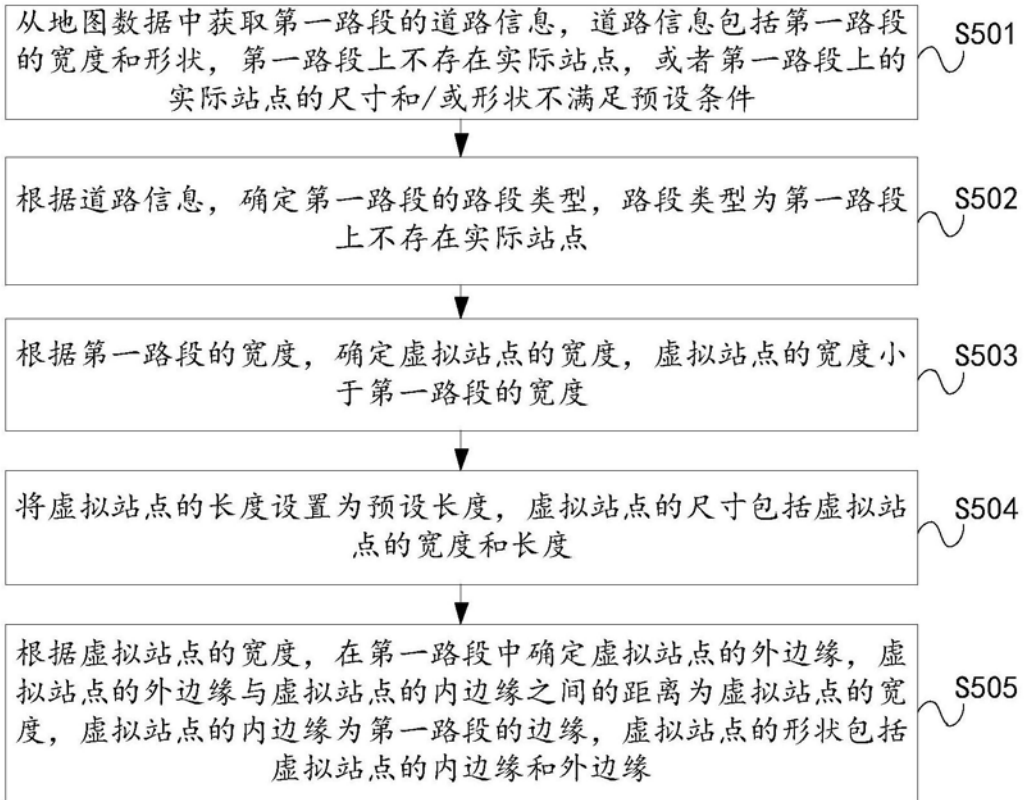 从地图数据中获取第一路段的道路信息，道路信息包括第一路段
的宽度和形状，第一路段上不存在实际站点，或者第一路段上的
实际站点的尺寸和/或形状不满足预设条件
S501
根据道路信息，确定第一路段的路段类型，路段类型为第一路段
上不存在实际站点
S502
根据第一路段的宽度，确定虚拟站点的宽度，虚拟站点的宽度小
于第一路段的宽度
S503
将虚拟站点的长度设置为预设长度，虚拟站点的尺寸包括虚拟站
点的宽度和长度
S504
根据虚拟站点的宽度，在第一路段中确定虚拟站点的外边缘，虚
拟站点的外边缘与虚拟站点的内边缘之间的距离为虚拟站点的宽
度，虚拟站点的内边缘为第一路段的边缘，虚拟站点的形状包括
虚拟站点的内边缘和外边缘
S505